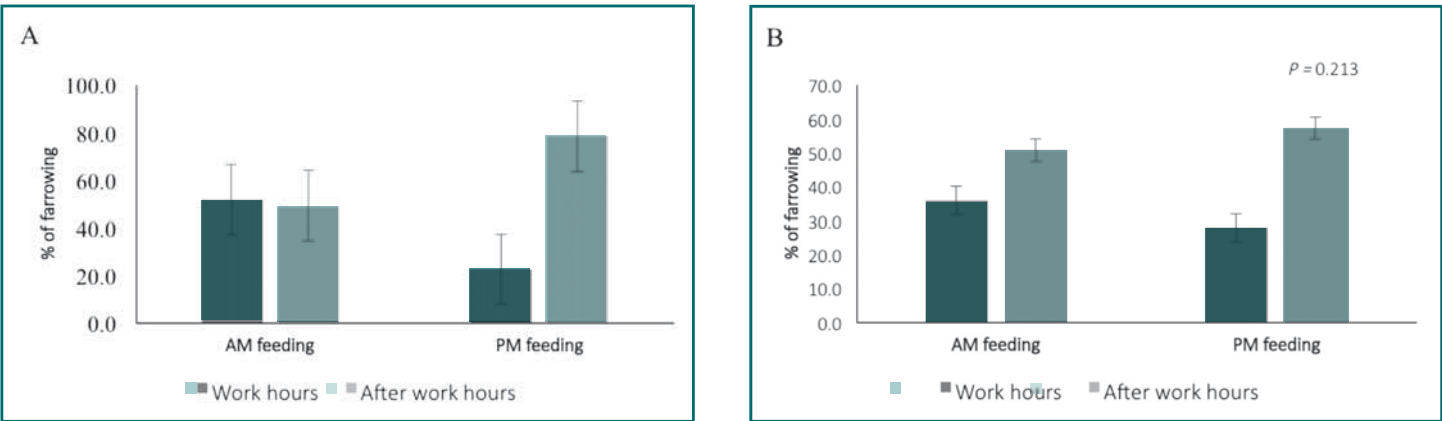 A
% of farrowing
100.0
80.0
60.0
40.0
20.0
0.0
AM feeding PM feeding
Work hours After work hours
B
P = 0.213
% of farrowing
70.0
60.0
50.0
40.0
30.0
20.0
10.0
0.0
AM feeding PM feeding
Work hours After work hours